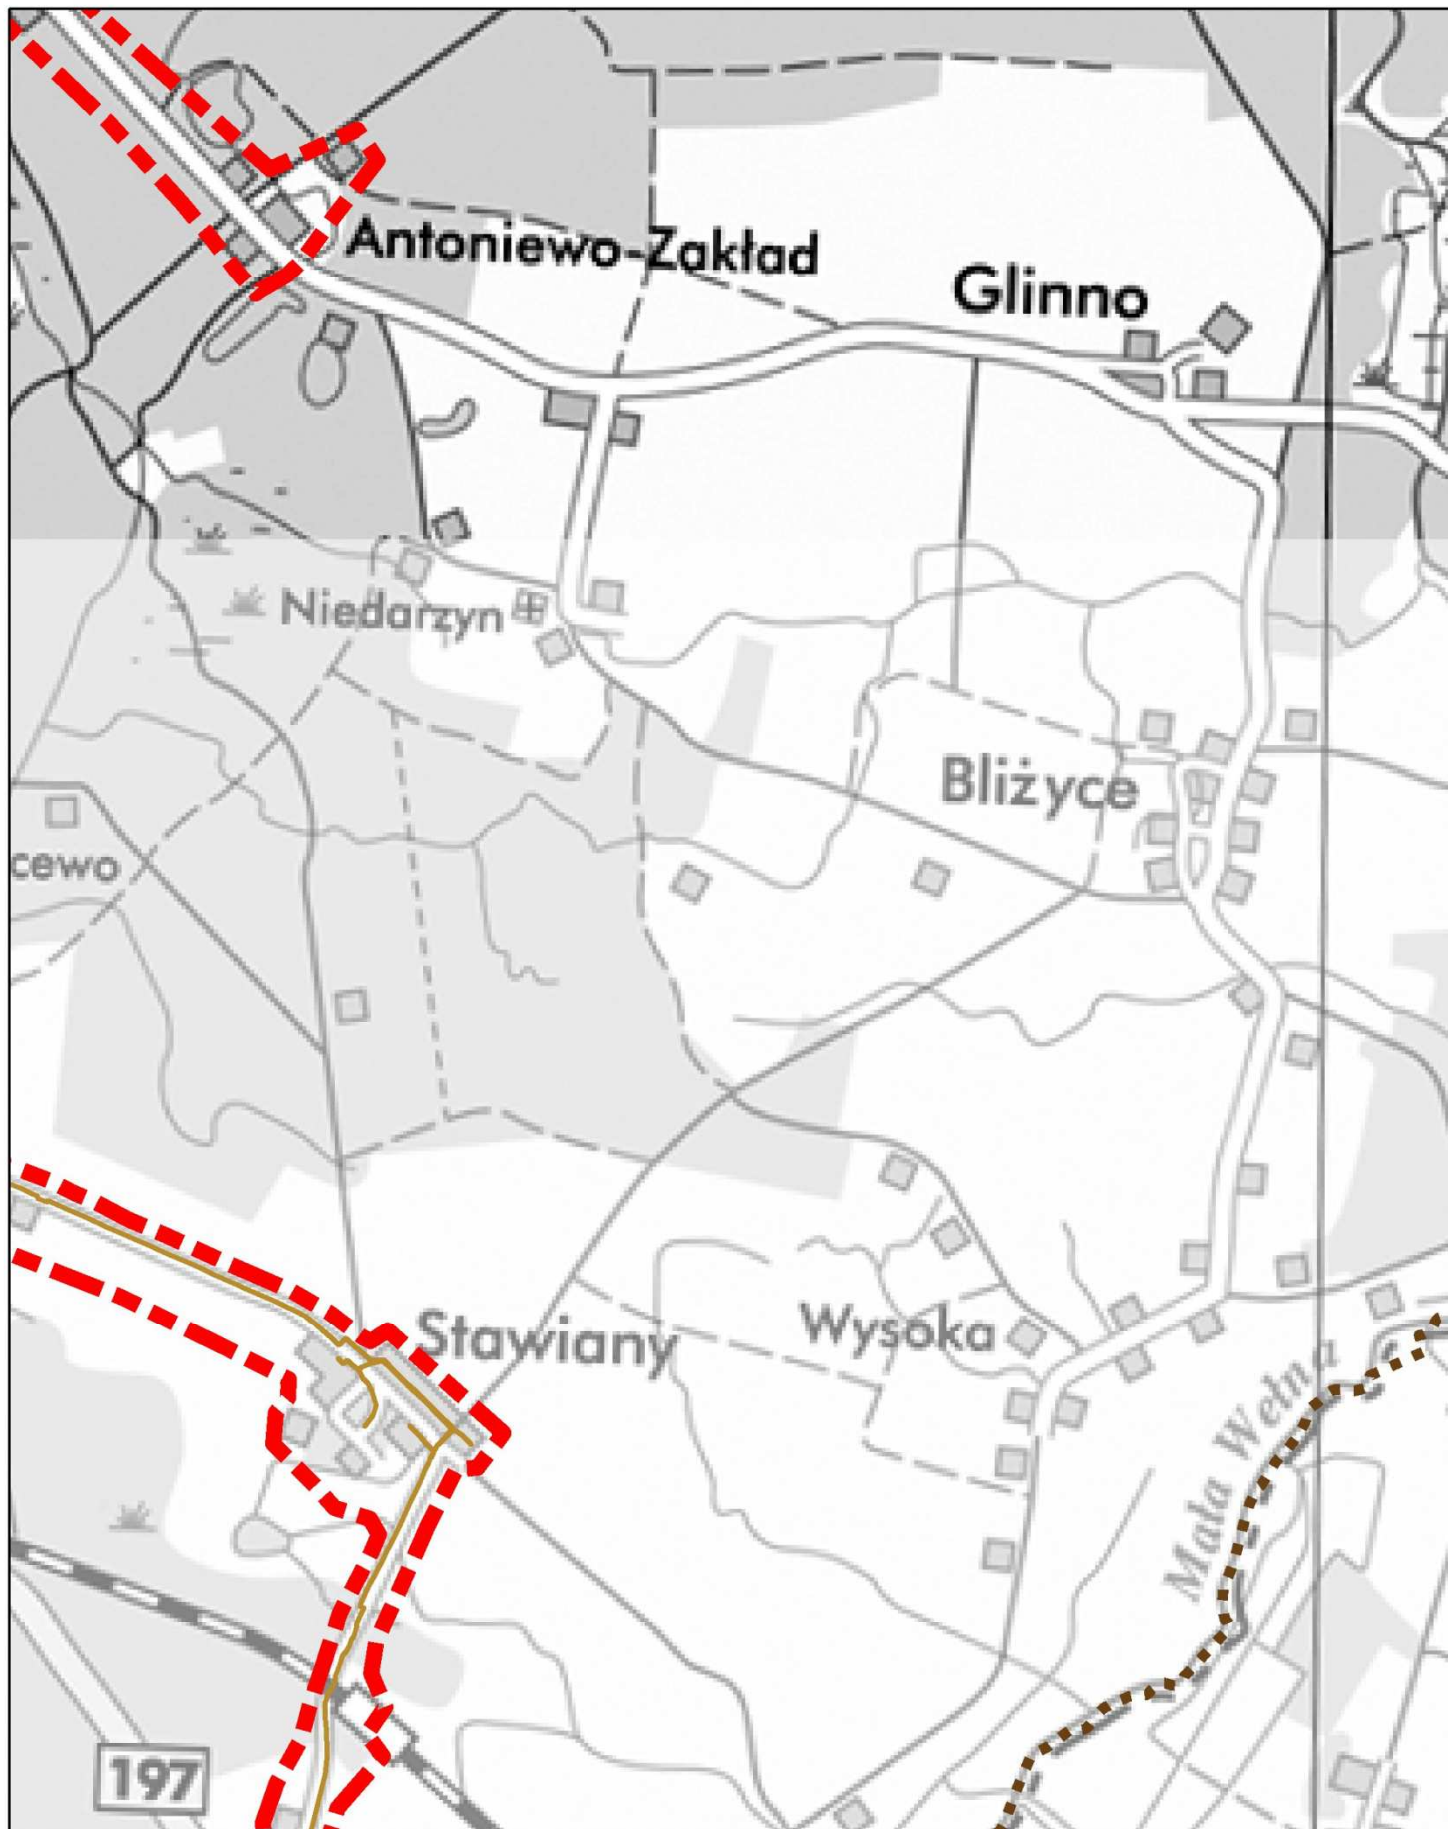 Antoniewo-Zakład
Glinno
Niedarzyn
Bliżyce
cewo
Stawiany
Wysoka
Mała Wełna
197